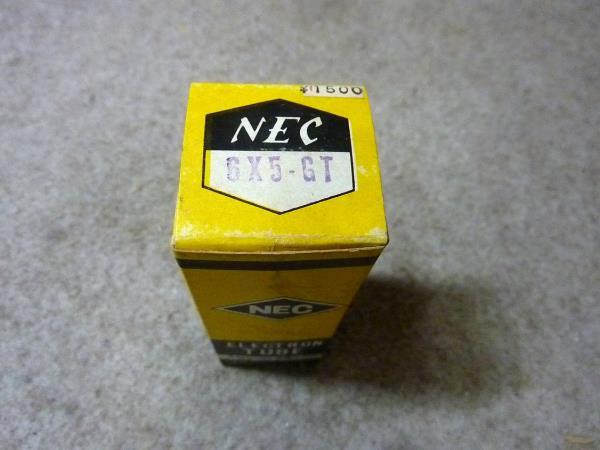 ¥1500
NEC
6X5-GT
NEC
ELECTRON
TUBE